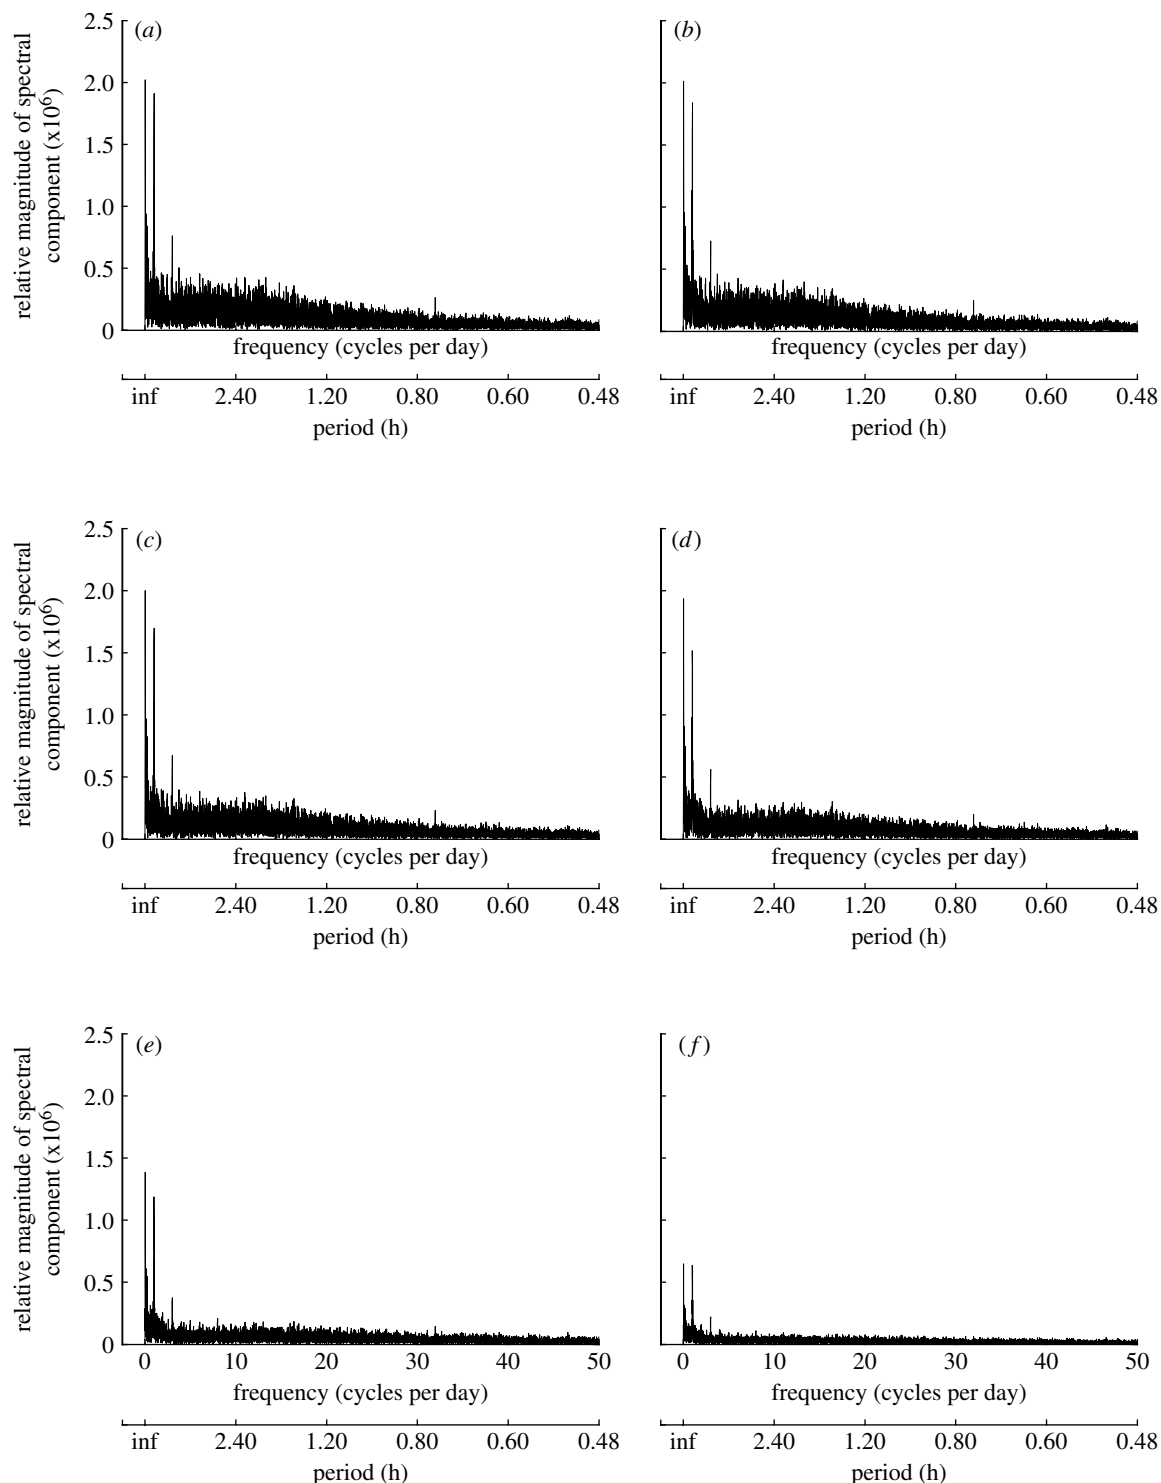 relative magnitude of spectral
component (x10⁶)
2.5
2.0
1.5
1.0
0.5
0
(a)
frequency (cycles per day)
inf 2.40 1.20 0.80 0.60 0.48
period (h)
(b)
frequency (cycles per day)
inf 2.40 1.20 0.80 0.60 0.48
period (h)
relative magnitude of spectral
component (x10⁶)
2.5
2.0
1.5
1.0
0.5
0
(c)
frequency (cycles per day)
inf 2.40 1.20 0.80 0.60 0.48
period (h)
(d)
frequency (cycles per day)
inf 2.40 1.20 0.80 0.60 0.48
period (h)
relative magnitude of spectral
component (x10⁶)
2.5
2.0
1.5
1.0
0.5
0
(e)
0 10 20 30 40 50
frequency (cycles per day)
inf 2.40 1.20 0.80 0.60 0.48
period (h)
(f)
0 10 20 30 40 50
frequency (cycles per day)
inf 2.40 1.20 0.80 0.60 0.48
period (h)